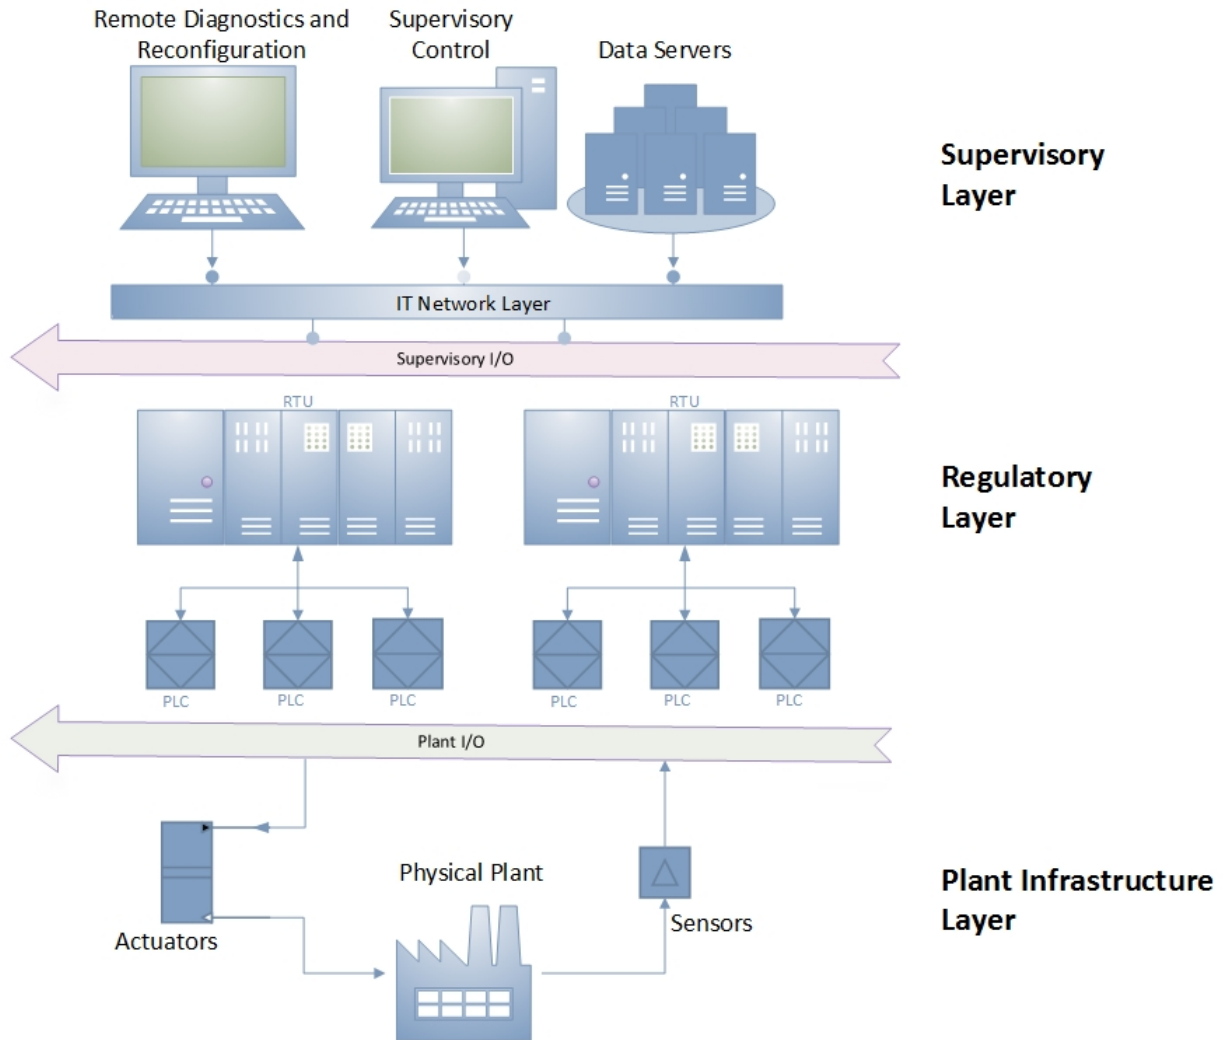 Remote Diagnostics and
Reconfiguration
Supervisory
Control
Data Servers
Supervisory
Layer
IT Network Layer
Supervisory I/O
RTU
RTU
Regulatory
Layer
PLC
PLC
PLC
PLC
PLC
PLC
Plant I/O
Physical Plant
Actuators
Sensors
Plant Infrastructure
Layer